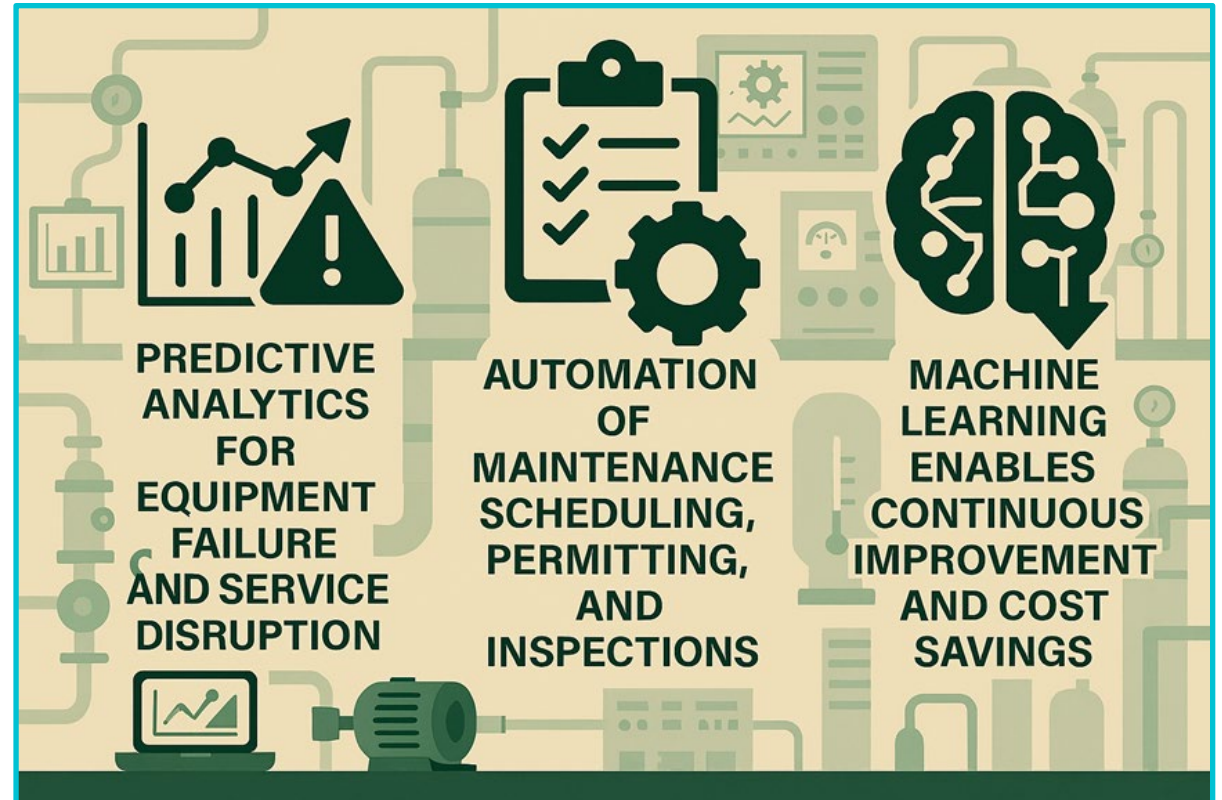 PREDICTIVE
ANALYTICS
FOR
EQUIPMENT
FAILURE
AND SERVICE
DISRUPTION
AUTOMATION
OF
MAINTENANCE
SCHEDULING,
PERMITTING,
AND
INSPECTIONS
MACHINE
LEARNING
ENABLES
CONTINUOUS
IMPROVEMENT
AND COST
SAVINGS